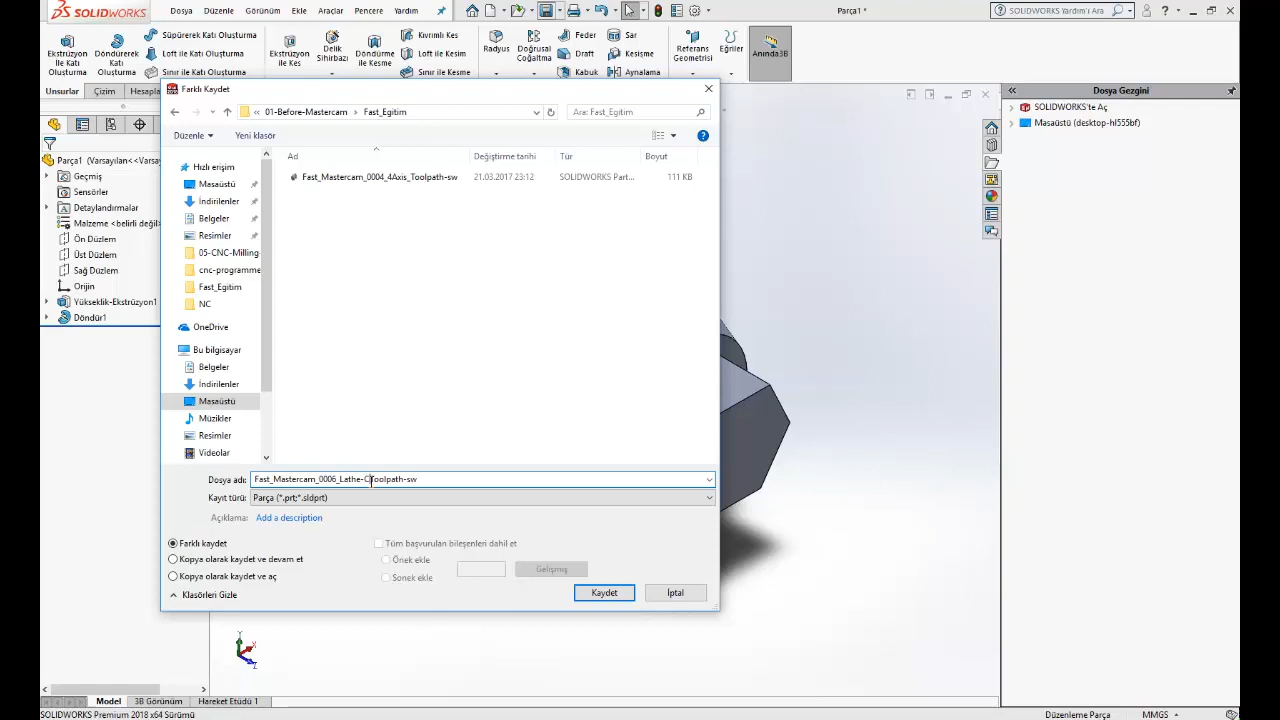 SOLIDWORKS Dosya Düzenle Görünüm Ekle Araçlar Pencere Yardım Parça1 * SOLIDWORKS Yardım'ı Ara
Ekstrüzyon ile Katı Oluşturma
Döndürerek Katı Oluşturma
Süpürerek Katı Oluşturma
Loft ile Katı Oluşturma
Sınır ile Katı Oluşturma
Ekstrüzyon ile Kes
Delik Sihirbazı
Döndürme ile Kesme
Kıvrımlı Kes
Loft ile Kesim
Sınır ile Kesme
Radyus
Doğrusal Çoğaltma
Feder
Draft
Kabuk
Sar
Kesişme
Aynalama
Referans Geometrisi
Eğriler
Anında3B
Unsurlar Çizim Hesapla
Parça1 (Varsayılan<<Varsay
Geçmiş
Sensörler
Detaylandırmalar
Malzeme <belirli değil>
Ön Düzlem
Üst Düzlem
Sağ Düzlem
Orijin
Yükseklik-Ekstrüzyon1
Döndür1
Farklı Kaydet
« 01-Before-Mastercam Fast_Egitim Ara: Fast_Egitim
Düzenle Yeni klasör
Hızlı erişim
Masaüstü
İndirilenler
Belgeler
Resimler
05-CNC-Milling-
cnc-programme
Fast_Egitim
NC
OneDrive
Bu bilgisayar
Belgeler
İndirilenler
Masaüstü
Müzikler
Resimler
Videolar
Ad Değiştirme tarihi Tür Boyut
Fast_Mastercam_0004_4Axis_Toolpath-sw 21.03.2017 23:12 SOLIDWORKS Part... 111 KB
Dosya adı: Fast_Mastercam_0006_Lathe-CToolpath-sw
Kayıt türü: Parça (*.prt;*.sldprt)
Açıklama: Add a description
Farklı kaydet
Kopya olarak kaydet ve devam et
Kopya olarak kaydet ve aç
Tüm başvurulan bileşenleri dahil et
Önek ekle
Sonek ekle
Gelişmiş
Klasörleri Gizle
Kaydet İptal
Dosya Gezgini
SOLIDWORKS'te Aç
Masaüstü (desktop-hl555bf)
Y
X
Z
Model 3B Görünüm Hareket Etüdü 1
SOLIDWORKS Premium 2018 x64 Sürümü Düzenleme Parça MMGS